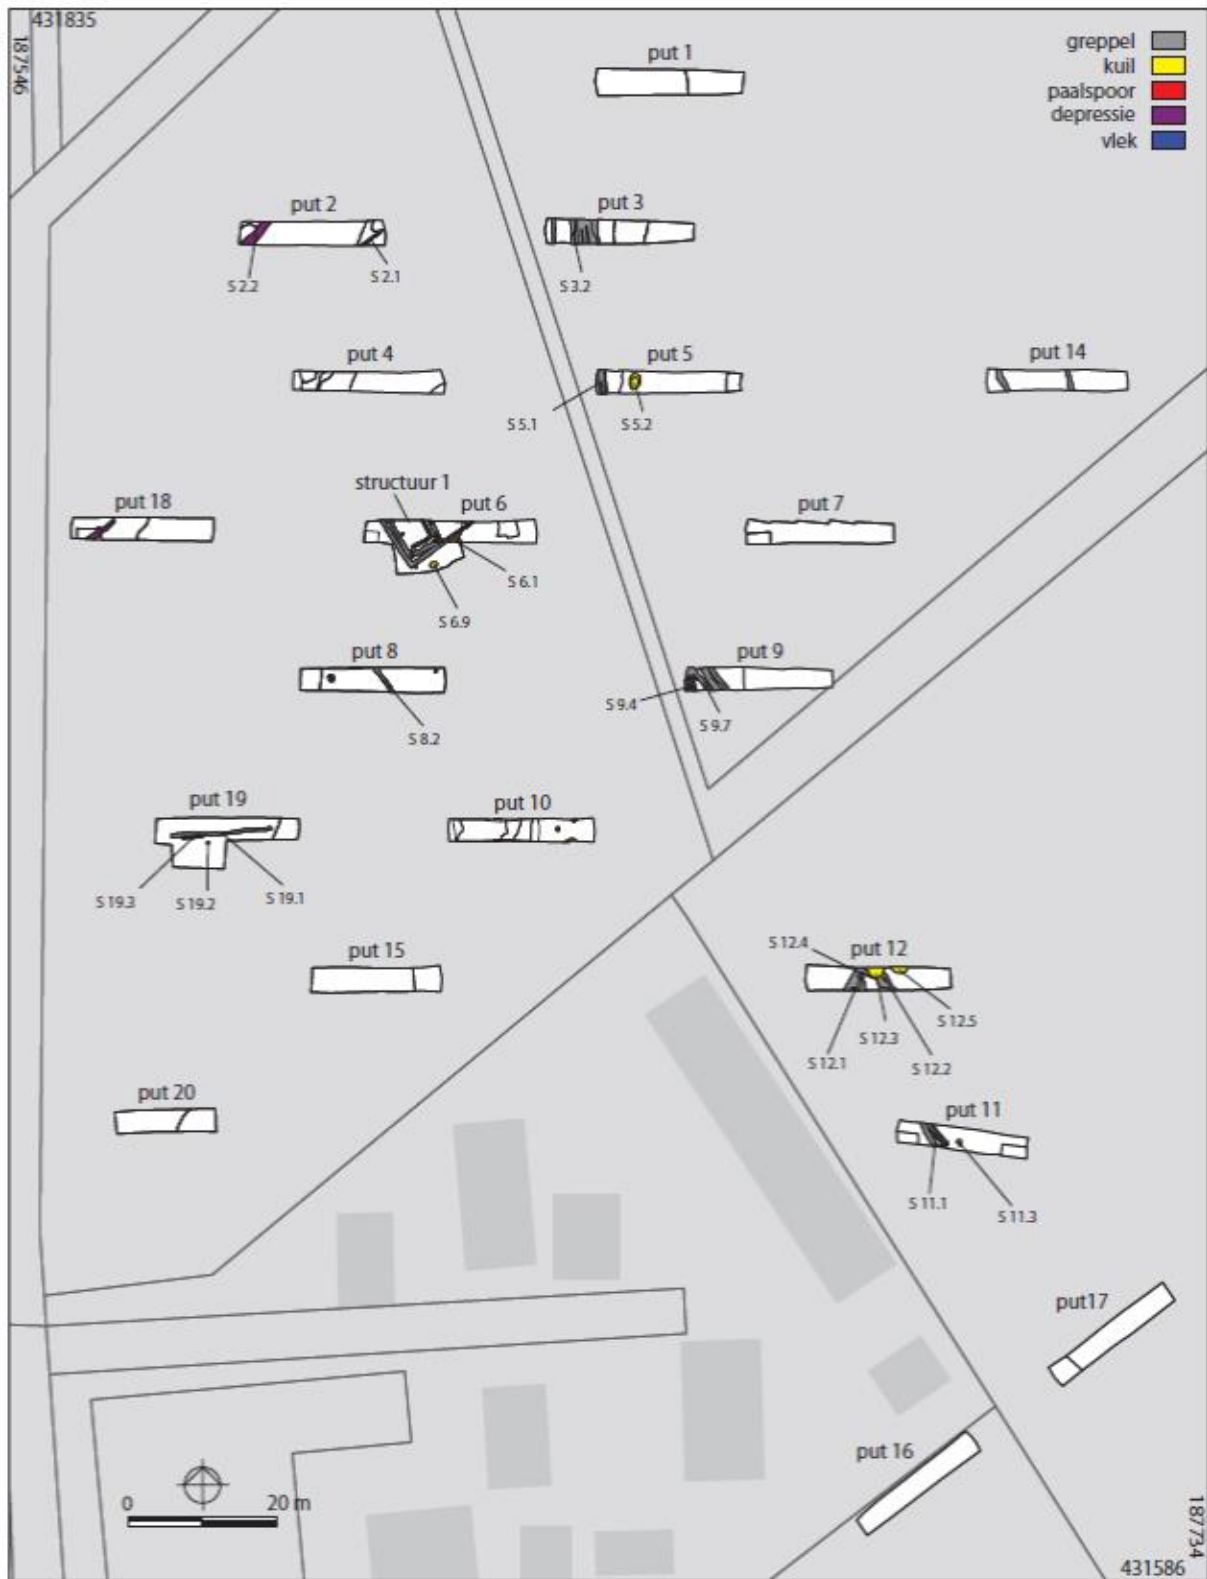 431835
187546
greppel
kuil
paalspoor
depressie
vlek
put 1
put 2
put 3
S 2.2
S 2.1
S 3.2
put 4
put 5
put 14
S 5.1
S 5.2
structuur 1
put 18
put 6
put 7
S 6.1
S 6.9
put 8
put 9
S 9.4
S 9.7
S 8.2
put 19
put 10
S 19.3
S 19.2
S 19.1
put 15
S 12.4
put 12
S 12.5
S 12.3
S 12.1
S 12.2
put 20
put 11
S 11.1
S 11.3
put17
put 16
0
20 m
187734
431586